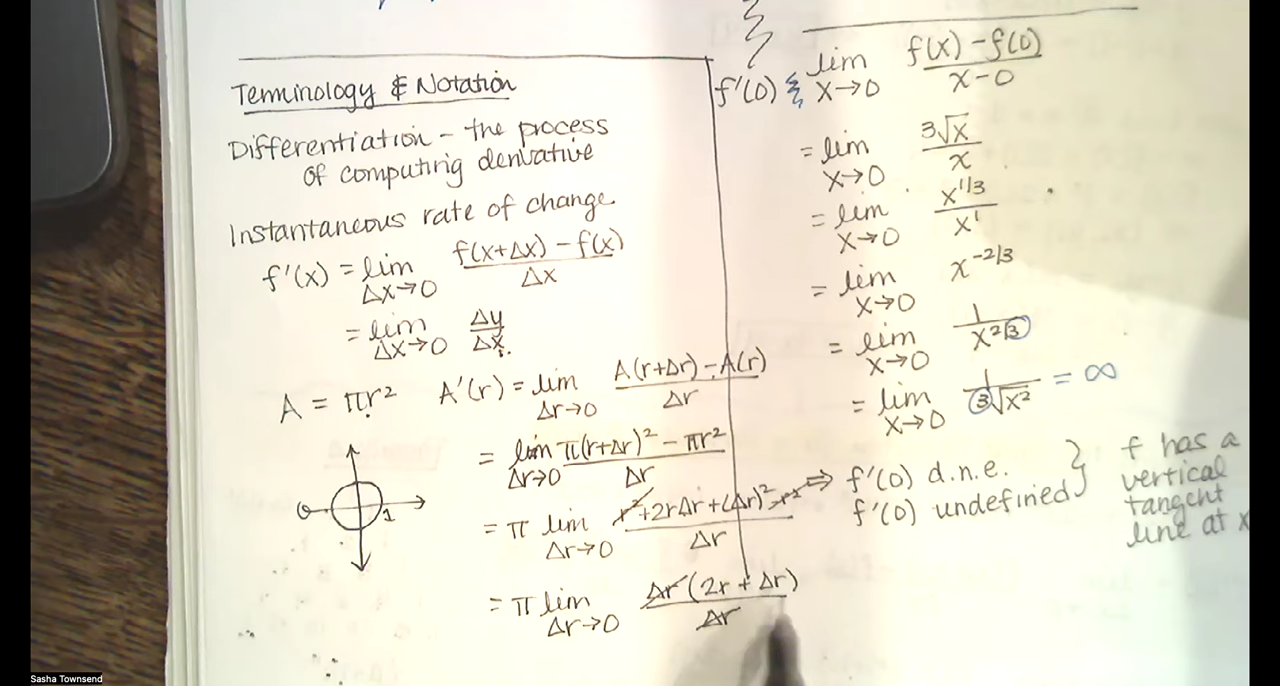 Terminology & Notation
Differentiation - the process
of computing derivative
Instantaneous rate of change.
f'(x) = lim Δx→0 f(x+Δx) - f(x) / Δx
= lim Δx→0 Δy / Δx
A = πr² A'(r) = lim Δr→0 A(r+Δr) - A(r) / Δr
= lim Δr→0 π(r+Δr)² - πr² / Δr
= π lim Δr→0 r² + 2rΔr + (Δr)² - r² / Δr
= π lim Δr→0 Δr(2r + Δr) / Δr
1
f'(0) lim x→0 f(x) - f(0) / x - 0
= lim x→0 3√x / x
= lim x→0 x^1/3 / x^1
= lim x→0 x^-2/3
= lim x→0 1 / x^2/3
= lim x→0 1 / 3√x² = ∞
⇒ f'(0) d.n.e.
f'(0) undefined
f has a
vertical
tangent
line at x
Sasha Townsend